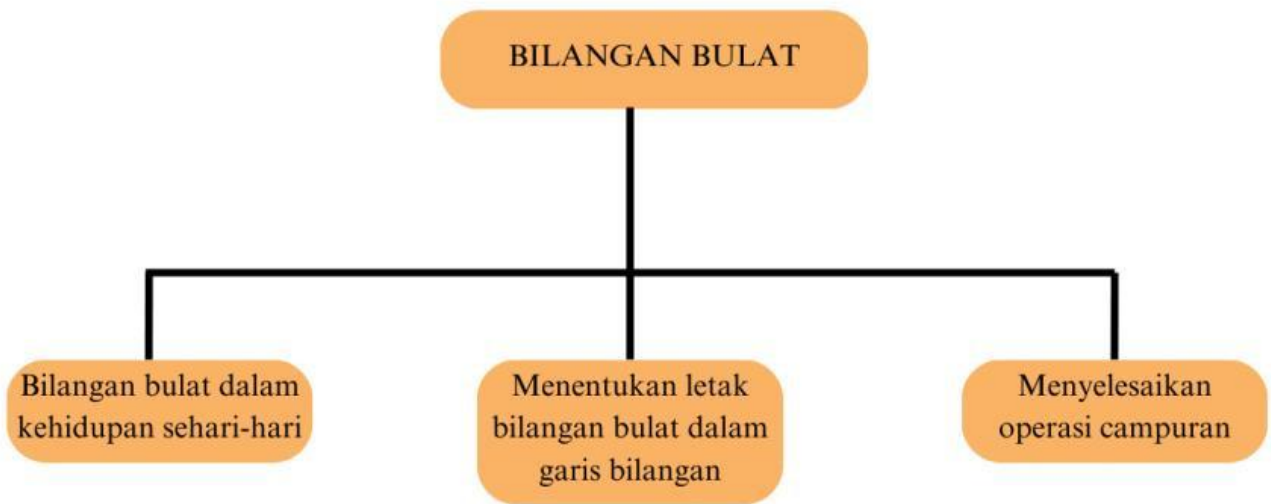 BILANGAN BULAT
Bilangan bulat dalam
kehidupan sehari-hari
Menentukan letak
bilangan bulat dalam
garis bilangan
Menyelesaikan
operasi campuran